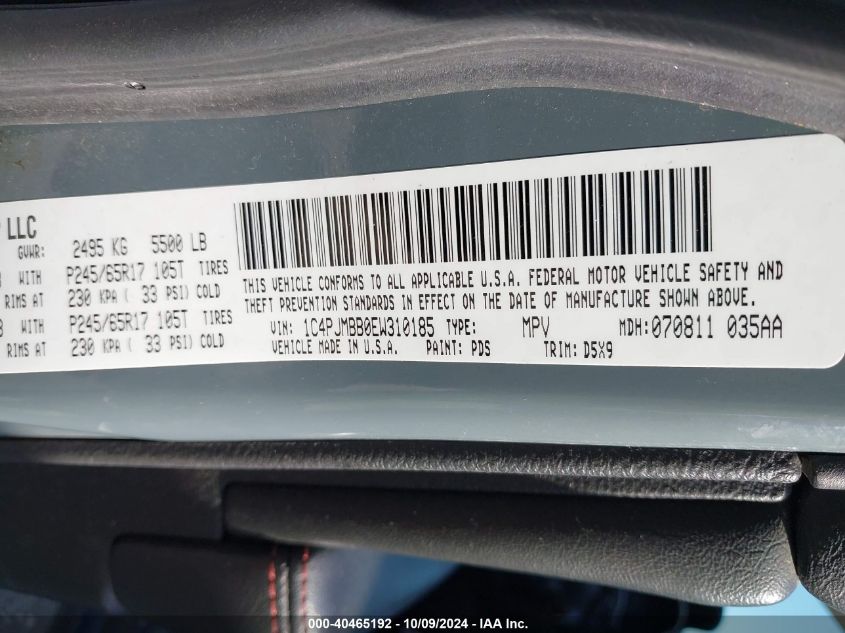 LLC
GVWR: 2495 KG 5500 LB
WITH P245/65R17 105T TIRES
RIMS AT 230 KPA ( 33 PSI) COLD
WITH P245/65R17 105T TIRES
RIMS AT 230 KPA ( 33 PSI) COLD
THIS VEHICLE CONFORMS TO ALL APPLICABLE U.S.A. FEDERAL MOTOR VEHICLE SAFETY AND
THEFT PREVENTION STANDARDS IN EFFECT ON THE DATE OF MANUFACTURE SHOWN ABOVE.
VIN: 1C4PJMBB0EW310185 TYPE: MPV MDH: 070811 035AA
VEHICLE MADE IN U.S.A. PAINT: PDS TRIM: D5X9
000-40465192 - 10/09/2024 - IAA Inc.